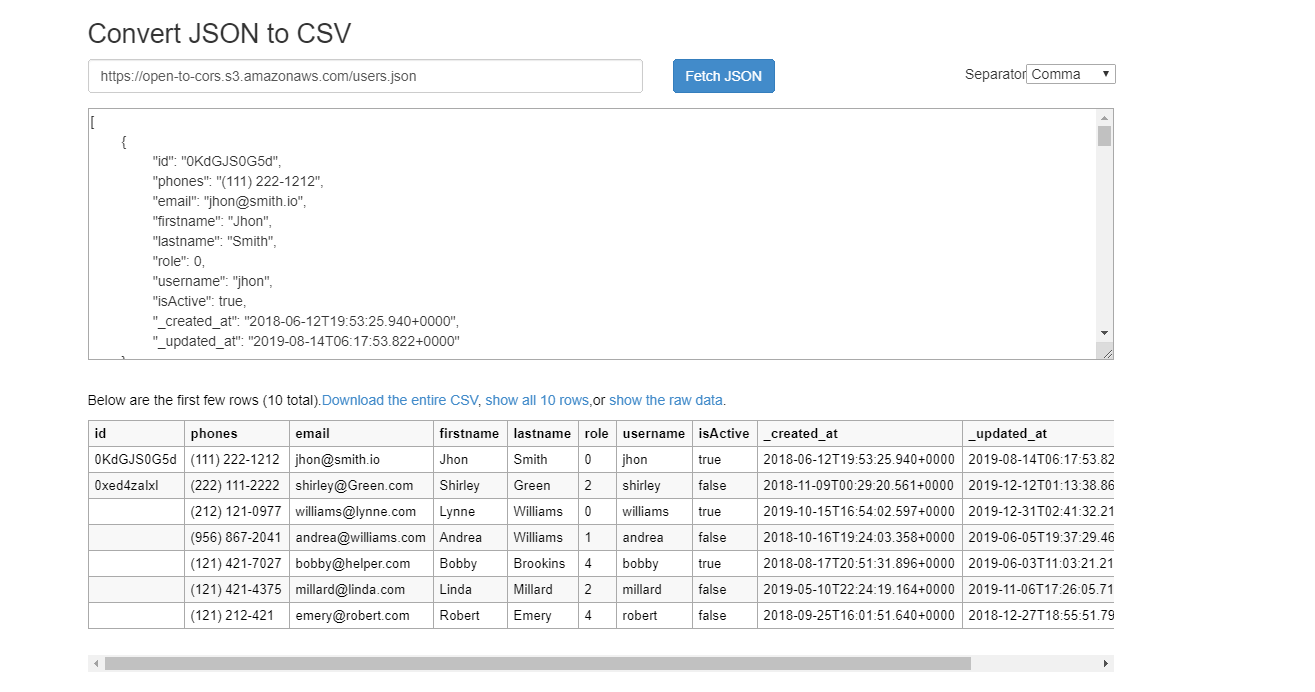 Convert JSON to CSV
https://open-to-cors.s3.amazonaws.com/users.json Fetch JSON Separator Comma
[
{
"id": "0KdGJS0G5d",
"phones": "(111) 222-1212",
"email": "jhon@smith.io",
"firstname": "Jhon",
"lastname": "Smith",
"role": 0,
"username": "jhon",
"isActive": true,
"_created_at": "2018-06-12T19:53:25.940+0000",
"_updated_at": "2019-08-14T06:17:53.822+0000"
Below are the first few rows (10 total).Download the entire CSV, show all 10 rows,or show the raw data.
id phones email firstname lastname role username isActive _created_at _updated_at
0KdGJS0G5d (111) 222-1212 jhon@smith.io Jhon Smith 0 jhon true 2018-06-12T19:53:25.940+0000 2019-08-14T06:17:53.82
0xed4zalxl (222) 111-2222 shirley@Green.com Shirley Green 2 shirley false 2018-11-09T00:29:20.561+0000 2019-12-12T01:13:38.86
(212) 121-0977 williams@lynne.com Lynne Williams 0 williams true 2019-10-15T16:54:02.597+0000 2019-12-31T02:41:32.21
(956) 867-2041 andrea@williams.com Andrea Williams 1 andrea false 2018-10-16T19:24:03.358+0000 2019-06-05T19:37:29.46
(121) 421-7027 bobby@helper.com Bobby Brookins 4 bobby true 2018-08-17T20:51:31.896+0000 2019-06-03T11:03:21.21
(121) 421-4375 millard@linda.com Linda Millard 2 millard false 2019-05-10T22:24:19.164+0000 2019-11-06T17:26:05.71
(121) 212-421 emery@robert.com Robert Emery 4 robert false 2018-09-25T16:01:51.640+0000 2018-12-27T18:55:51.79